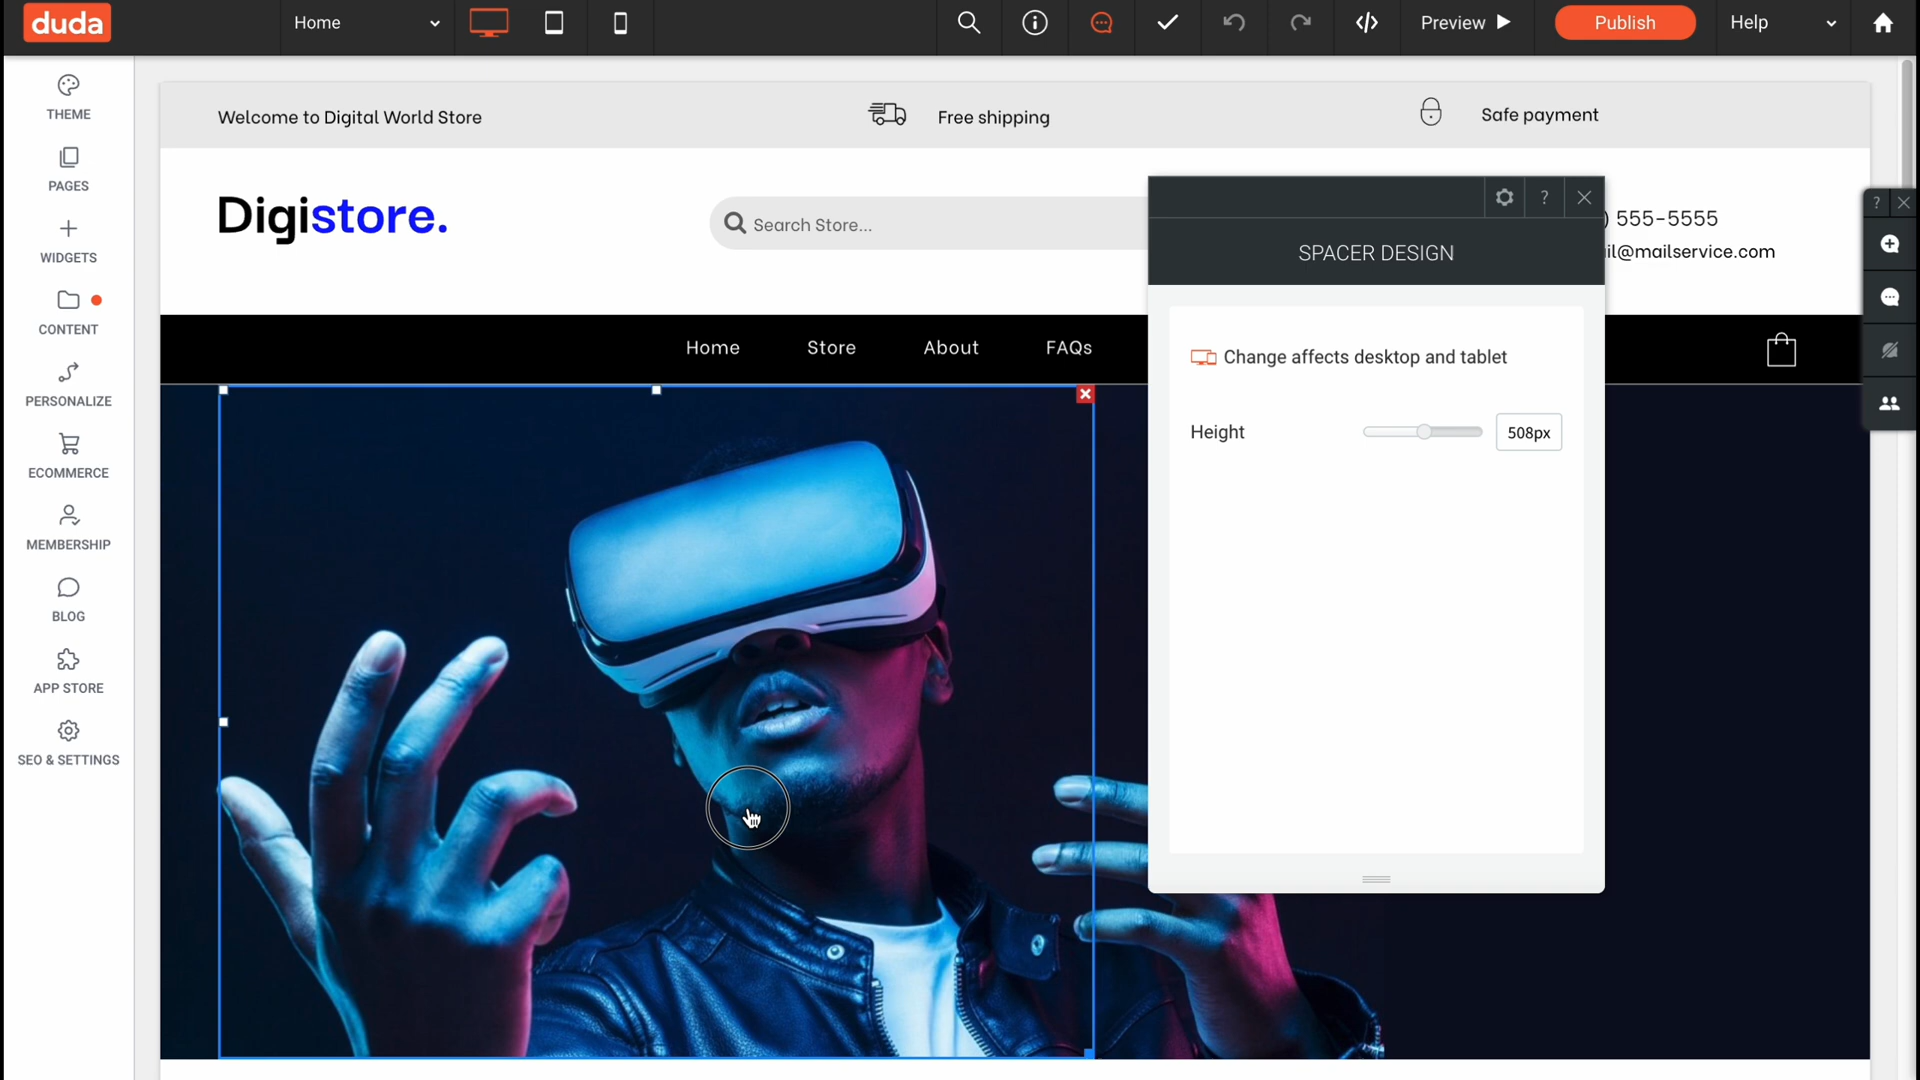 duda
Home
Preview
Publish
Help
THEME
PAGES
WIDGETS
CONTENT
PERSONALIZE
ECOMMERCE
MEMBERSHIP
BLOG
APP STORE
SEO & SETTINGS
Welcome to Digital World Store
Free shipping
Safe payment
Digistore.
Search Store...
) 555-5555
il@mailservice.com
Home
Store
About
FAQs
?
SPACER DESIGN
Change affects desktop and tablet
Height
508px
?